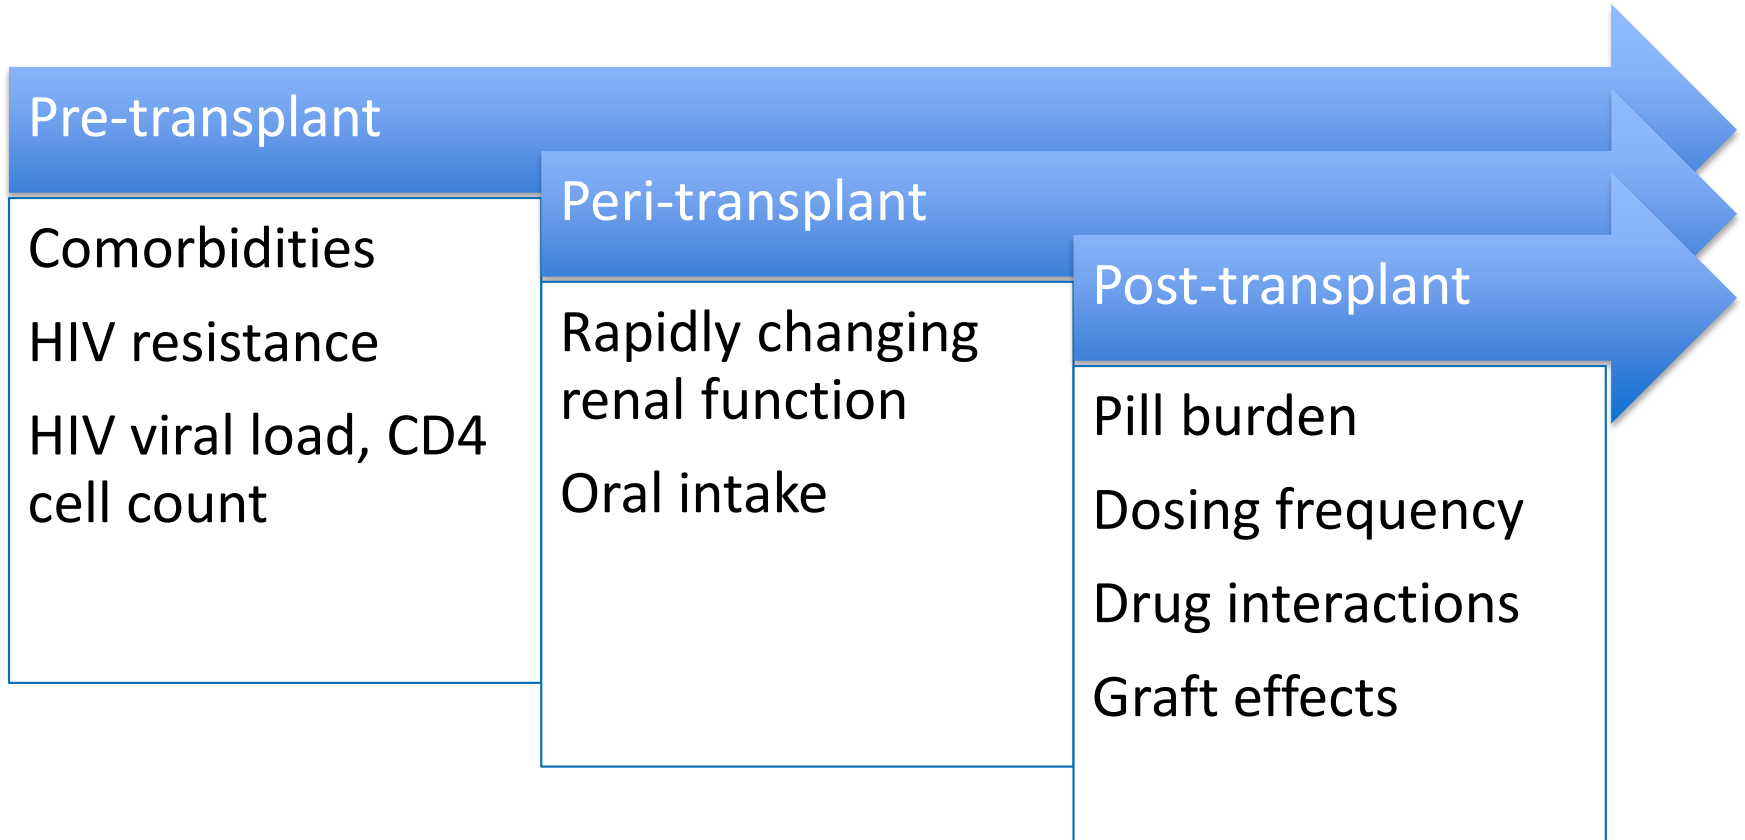 Pre-transplant
Comorbidities
HIV resistance
HIV viral load, CD4
cell count
Peri-transplant
Rapidly changing
renal function
Oral intake
Post-transplant
Pill burden
Dosing frequency
Drug interactions
Graft effects